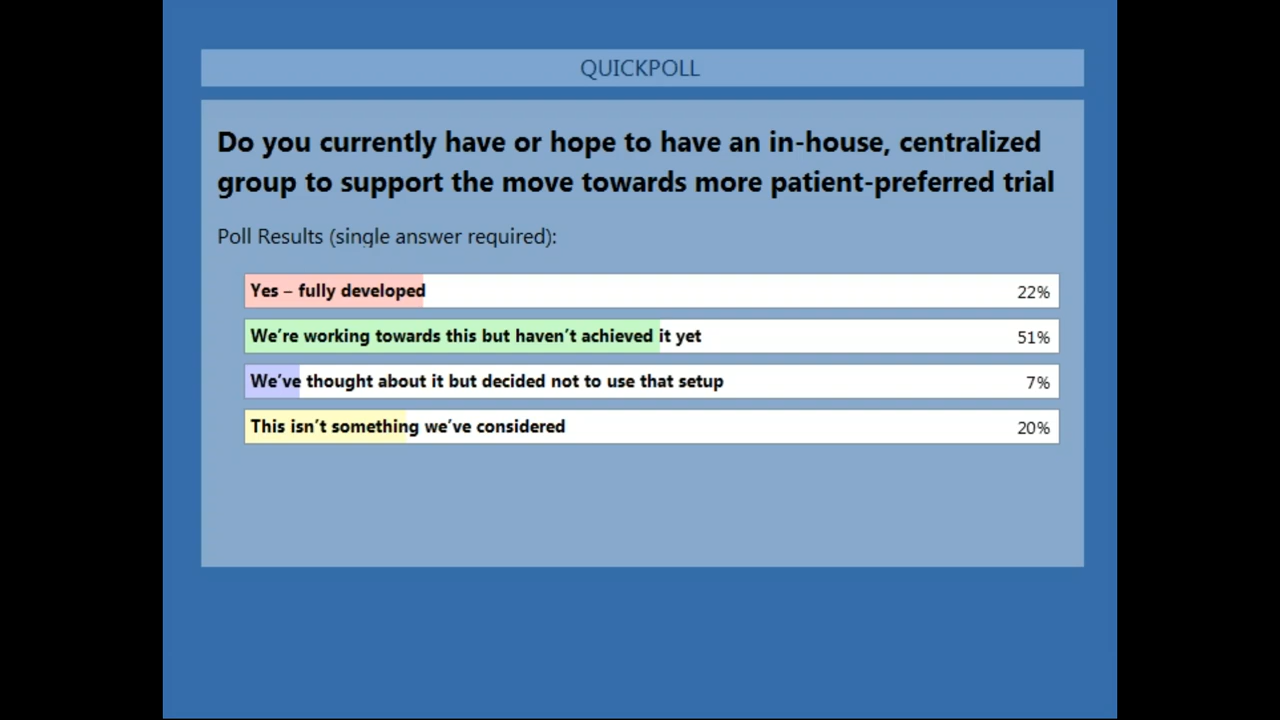 QUICKPOLL
Do you currently have or hope to have an in-house, centralized
group to support the move towards more patient-preferred trial
Poll Results (single answer required):
Yes – fully developed 22%
We’re working towards this but haven’t achieved it yet 51%
We’ve thought about it but decided not to use that setup 7%
This isn’t something we’ve considered 20%